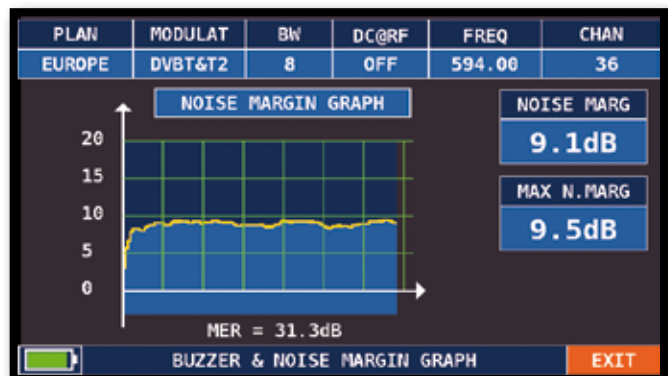 PLAN MODULAT BW DC@RF FREQ CHAN
EUROPE DVBT&T2 8 OFF 594.00 36
NOISE MARGIN GRAPH
NOISE MARG
9.1dB
MAX N.MARG
9.5dB
20
15
10
5
0
MER = 31.3dB
BUZZER & NOISE MARGIN GRAPH
EXIT